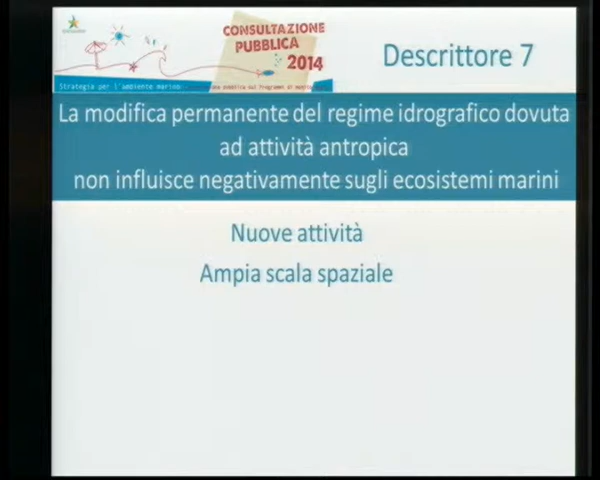 CONSULTAZIONE
PUBBLICA
2014
Descrittore 7
Strategia per l'ambiente marino
La modifica permanente del regime idrografico dovuta
ad attività antropica
non influisce negativamente sugli ecosistemi marini
Nuove attività
Ampia scala spaziale